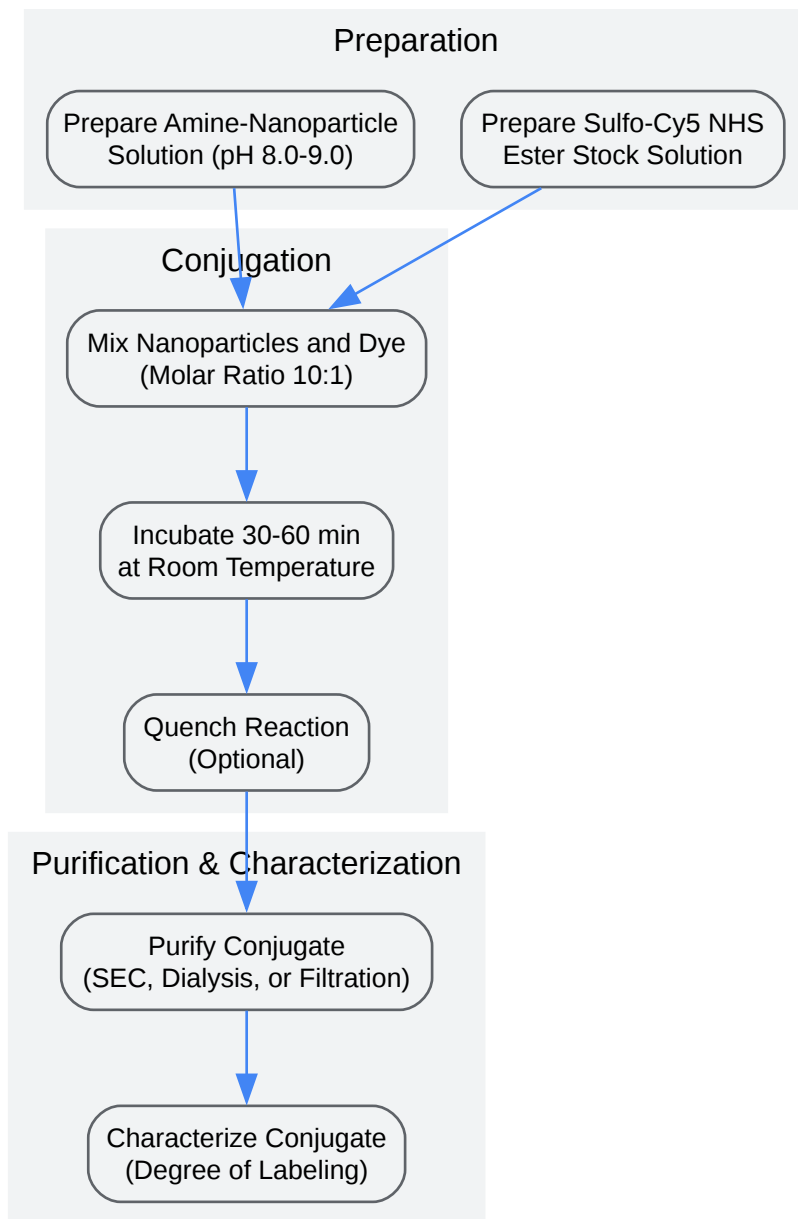 Preparation
Prepare Amine-Nanoparticle
Solution (pH 8.0-9.0)
Prepare Sulfo-Cy5 NHS
Ester Stock Solution
Conjugation
Mix Nanoparticles and Dye
(Molar Ratio 10:1)
Incubate 30-60 min
at Room Temperature
Quench Reaction
(Optional)
Purification & Characterization
Purify Conjugate
(SEC, Dialysis, or Filtration)
Characterize Conjugate
(Degree of Labeling)